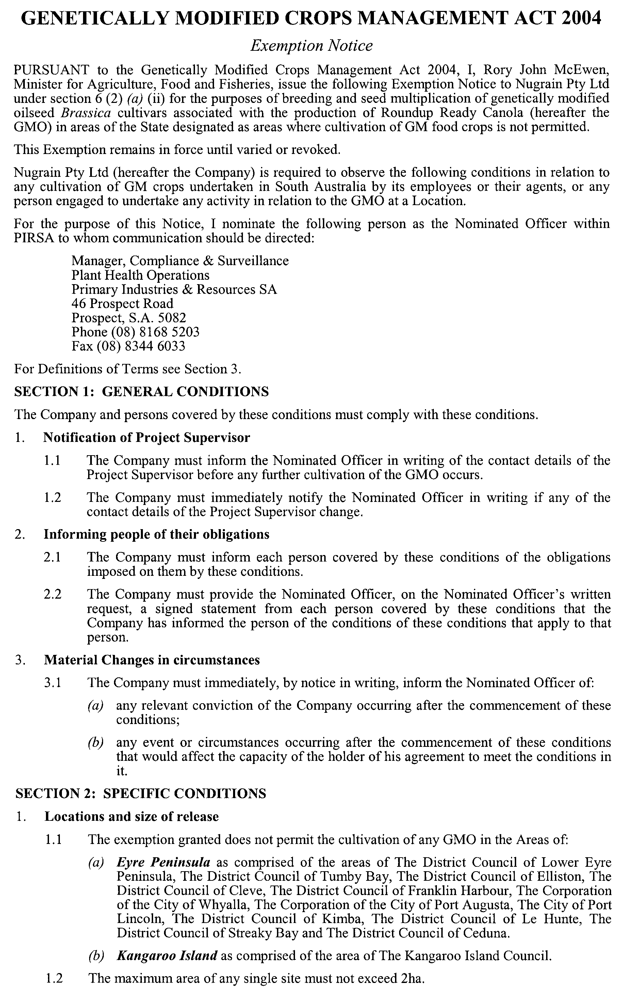 GENETICALLY MODIFIED CROPS MANAGEMENT ACT 2004
Exemption Notice
PURSUANT to the Genetically Modified Crops Management Act 2004, I, Rory John McEwen,
Minister for Agriculture, Food and Fisheries, issue the following Exemption Notice to Nugrain Pty Ltd
under section 6 (2) (a) (ii) for the purposes of breeding and seed multiplication of genetically modified
oilseed Brassica cultivars associated with the production of Roundup Ready Canola (hereafter the
GMO) in areas of the State designated as areas where cultivation of GM food crops is not permitted.
This Exemption remains in force until varied or revoked.
Nugrain Pty Ltd (hereafter the Company) is required to observe the following conditions in relation to
any cultivation of GM crops undertaken in South Australia by its employees or their agents, or any
person engaged to undertake any activity in relation to the GMO at a Location.
For the purpose of this Notice, I nominate the following person as the Nominated Officer within
PIRSA to whom communication should be directed:
Manager, Compliance & Surveillance
Plant Health Operations
Primary Industries & Resources SA
46 Prospect Road
Prospect, S.A. 5082
Phone (08) 8168 5203
Fax (08) 8344 6033
For Definitions of Terms see Section 3.
SECTION 1: GENERAL CONDITIONS
The Company and persons covered by these conditions must comply with these conditions.
1. Notification of Project Supervisor
1.1 The Company must inform the Nominated Officer in writing of the contact details of the
Project Supervisor before any further cultivation of the GMO occurs.
1.2 The Company must immediately notify the Nominated Officer in writing if any of the
contact details of the Project Supervisor change.
2. Informing people of their obligations
2.1 The Company must inform each person covered by these conditions of the obligations
imposed on them by these conditions.
2.2 The Company must provide the Nominated Officer, on the Nominated Officer's written
request, a signed statement from each person covered by these conditions that the
Company has informed the person of the conditions of these conditions that apply to that
person.
3. Material Changes in circumstances
3.1 The Company must immediately, by notice in writing, inform the Nominated Officer of:
(a) any relevant conviction of the Company occurring after the commencement of these
conditions;
(b) any event or circumstances occurring after the commencement of these conditions
that would affect the capacity of the holder of his agreement to meet the conditions in
it.
SECTION 2: SPECIFIC CONDITIONS
1. Locations and size of release
1.1 The exemption granted does not permit the cultivation of any GMO in the Areas of:
(a) Eyre Peninsula as comprised of the areas of The District Council of Lower Eyre
Peninsula, The District Council of Tumby Bay, The District Council of Elliston, The
District Council of Cleve, The District Council of Franklin Harbour, The Corporation
of the City of Whyalla, The Corporation of the City of Port Augusta, The City of Port
Lincoln, The District Council of Kimba, The District Council of Le Hunte, The
District Council of Streaky Bay and The District Council of Ceduna.
(b) Kangaroo Island as comprised of the area of The Kangaroo Island Council.
1.2 The maximum area of any single site must not exceed 2ha.